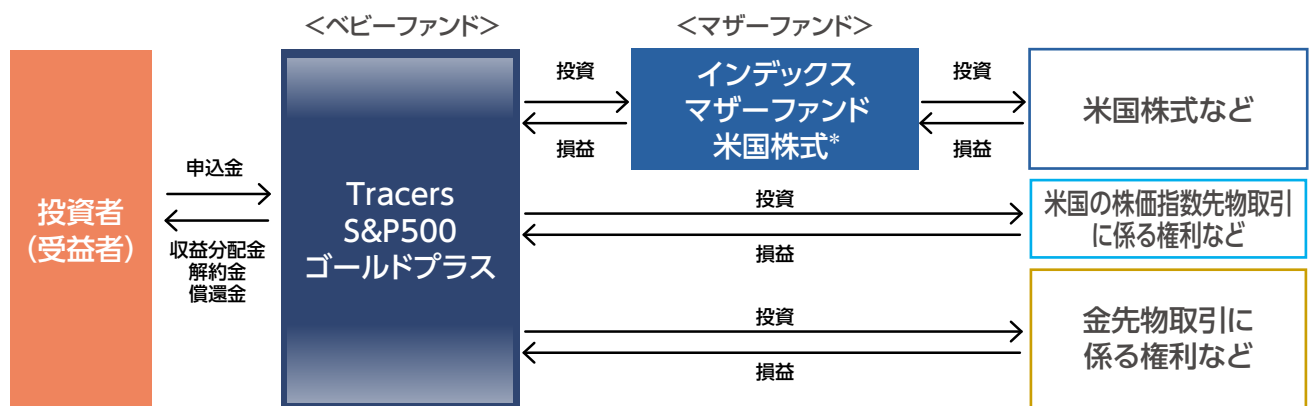 <ベビーファンド>
<マザーファンド>
投資者
(受益者)
申込金
収益分配金
解約金
償還金
Tracers
S&P500
ゴールドプラス
投資
損益
インデックス
マザーファンド
米国株式*
投資
損益
米国株式など
投資
損益
米国の株価指数先物取引
に係る権利など
投資
損益
金先物取引に
係る権利など